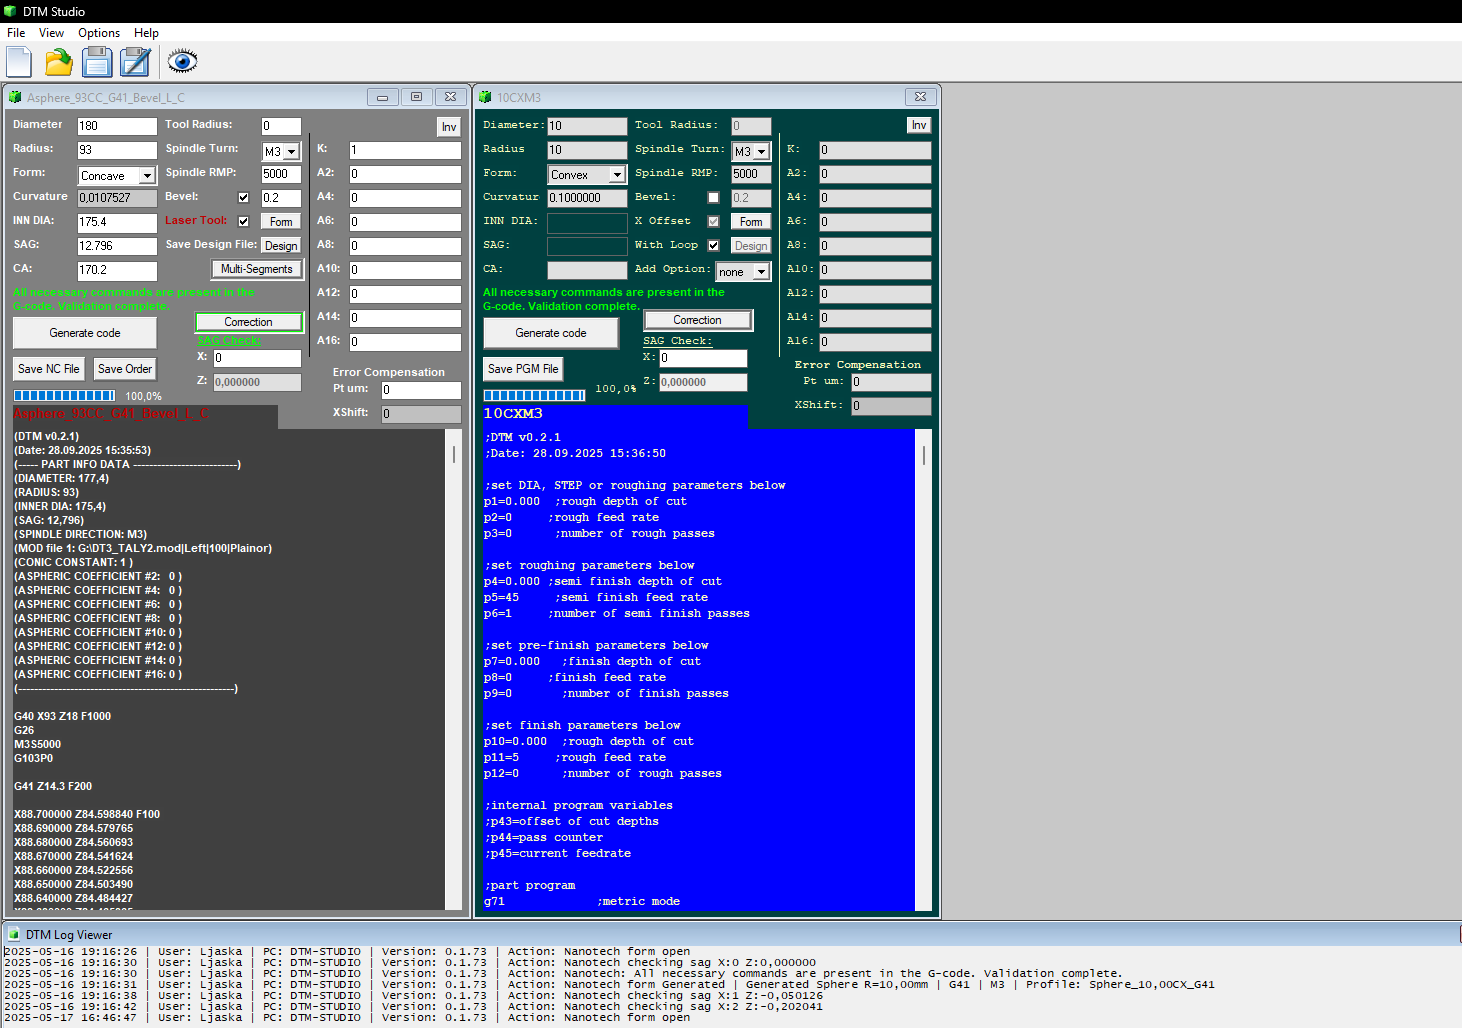 DTM Studio
File View Options Help
Asphere_93CC_G41_Bevel_L_C
Diameter 180 Tool Radius: 0 Inv
Radius: 93 Spindle Turn: M3 K: 1
Form: Concave Spindle RMP: 5000 A2: 0
Curvature 0,0107527 Bevel: 0.2 A4: 0
INN DIA: 175.4 Laser Tool: Form A6: 0
SAG: 12.796 Save Design File: Design A8: 0
CA: 170.2 Multi-Segments A10: 0
All necessary commands are present in the A12: 0
G-code. Validation complete.
Generate code Correction A14: 0
SAG Check: A16: 0
Save NC File Save Order X: 0
Error Compensation
Z: 0,000000 Pt um: 0
100,0%
XShift: 0
Asphere_93CC_G41_Bevel_L_C
(DTM v0.2.1)
(Date: 28.09.2025 15:35:53)
(----- PART INFO DATA --------------------------)
(DIAMETER: 177,4)
(RADIUS: 93)
(INNER DIA: 175,4)
(SAG: 12,796)
(SPINDLE DIRECTION: M3)
(MOD file 1: G:\DT3_TALY2.mod|Left|100|Plainor)
(CONIC CONSTANT: 1 )
(ASPHERIC COEFFICIENT #2: 0 )
(ASPHERIC COEFFICIENT #4: 0 )
(ASPHERIC COEFFICIENT #6: 0 )
(ASPHERIC COEFFICIENT #8: 0 )
(ASPHERIC COEFFICIENT #10: 0 )
(ASPHERIC COEFFICIENT #12: 0 )
(ASPHERIC COEFFICIENT #14: 0 )
(ASPHERIC COEFFICIENT #16: 0 )
(------------------------------------------------------)
G40 X93 Z18 F1000
G26
M3S5000
G103P0
G41 Z14.3 F200
X88.700000 Z84.598840 F100
X88.690000 Z84.579765
X88.680000 Z84.560693
X88.670000 Z84.541624
X88.660000 Z84.522556
X88.650000 Z84.503490
X88.640000 Z84.484427
10CXM3
Diameter: 10 Tool Radius: 0 Inv
Radius 10 Spindle Turn: M3 K: 0
Form: Convex Spindle RMP: 5000 A2: 0
Curvatur 0.1000000 Bevel: 0.2 A4: 0
INN DIA: X Offset Form A6: 0
SAG: With Loop Design A8: 0
CA: Add Option: none A10: 0
All necessary commands are present in the A12: 0
G-code. Validation complete.
Generate code Correction A14: 0
SAG Check: A16: 0
Save PGM File X: 0
Error Compensation
100,0% Z: 0,000000 Pt um: 0
XShift: 0
10CXM3
;DTM v0.2.1
;Date: 28.09.2025 15:36:50
;set DIA, STEP or roughing parameters below
p1=0.000 ;rough depth of cut
p2=0 ;rough feed rate
p3=0 ;number of rough passes
;set roughing parameters below
p4=0.000 ;semi finish depth of cut
p5=45 ;semi finish feed rate
p6=1 ;number of semi finish passes
;set pre-finish parameters below
p7=0.000 ;finish depth of cut
p8=0 ;finish feed rate
p9=0 ;number of finish passes
;set finish parameters below
p10=0.000 ;rough depth of cut
p11=5 ;rough feed rate
p12=0 ;number of rough passes
;internal program variables
;p43=offset of cut depths
;p44=pass counter
;p45=current feedrate
;part program
g71 ;metric mode
DTM Log Viewer
2025-05-16 19:16:26 | User: Ljaska | PC: DTM-STUDIO | Version: 0.1.73 | Action: Nanotech form open
2025-05-16 19:16:30 | User: Ljaska | PC: DTM-STUDIO | Version: 0.1.73 | Action: Nanotech checking sag X:0 Z:0,000000
2025-05-16 19:16:30 | User: Ljaska | PC: DTM-STUDIO | Version: 0.1.73 | Action: Nanotech: All necessary commands are present in the G-code. Validation complete.
2025-05-16 19:16:31 | User: Ljaska | PC: DTM-STUDIO | Version: 0.1.73 | Action: Nanotech form Generated | Generated Sphere R=10,00mm | G41 | M3 | Profile: Sphere_10,00CX_G41
2025-05-16 19:16:38 | User: Ljaska | PC: DTM-STUDIO | Version: 0.1.73 | Action: Nanotech checking sag X:1 Z:-0,050126
2025-05-16 19:16:42 | User: Ljaska | PC: DTM-STUDIO | Version: 0.1.73 | Action: Nanotech checking sag X:2 Z:-0,202041
2025-05-17 16:46:47 | User: Ljaska | PC: DTM-STUDIO | Version: 0.1.73 | Action: Nanotech form open